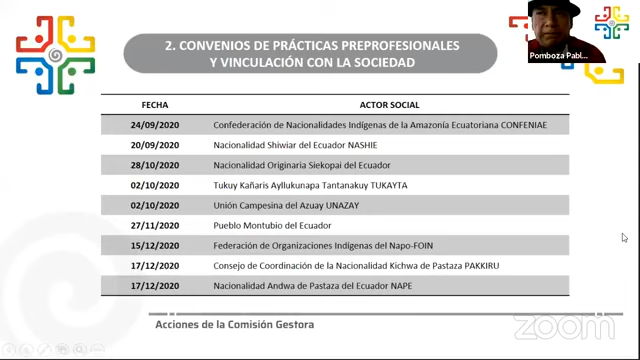 2. CONVENIOS DE PRÁCTICAS PREPROFESIONALES
Y VINCULACIÓN CON LA SOCIEDAD
Pomboza Pabl...
FECHA ACTOR SOCIAL
24/09/2020 Confederación de Nacionalidades Indígenas de la Amazonía Ecuatoriana CONFENIAE
20/09/2020 Nacionalidad Shiwiar del Ecuador NASHIE
28/10/2020 Nacionalidad Originaria Siekopai del Ecuador
02/10/2020 Tukuy Kañaris Ayllukunapa Tantanakuy TUKAYTA
02/10/2020 Unión Campesina del Azuay UNAZAY
27/11/2020 Pueblo Montubio del Ecuador
15/12/2020 Federación de Organizaciones Indígenas del Napo-FOIN
17/12/2020 Consejo de Coordinación de la Nacionalidad Kichwa de Pastaza PAKKIRU
17/12/2020 Nacionalidad Andwa de Pastaza del Ecuador NAPE
Acciones de la Comisión Gestora
zoom